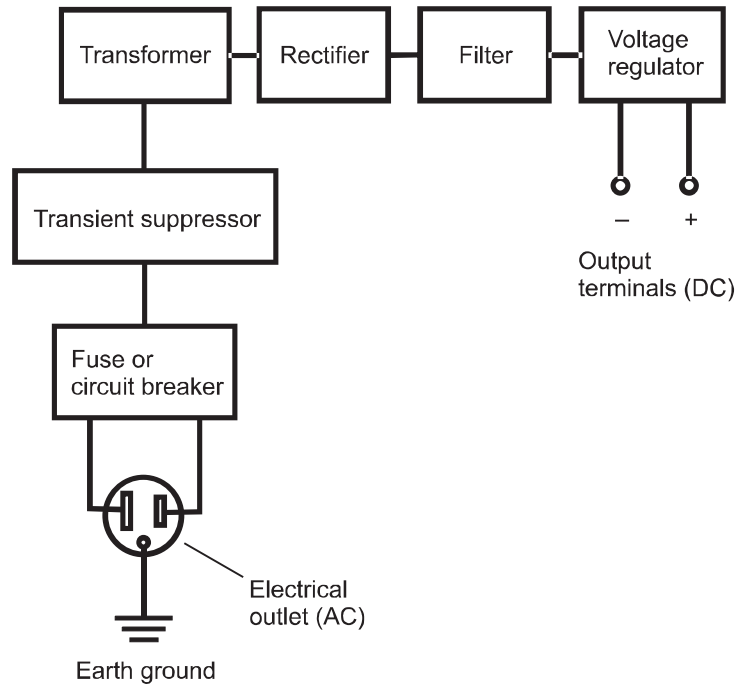 Transformer
Rectifier
Filter
Voltage
regulator
Transient suppressor
– +
Output
terminals (DC)
Fuse or
circuit breaker
Electrical
outlet (AC)
Earth ground